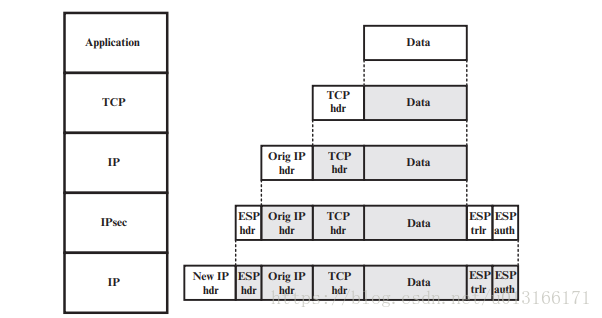 Application
Data
TCP
TCP
hdr
Data
IP
Orig IP
hdr
TCP
hdr
Data
IPsec
ESP
hdr
Orig IP
hdr
TCP
hdr
Data
ESP
trlr
ESP
auth
IP
New IP
hdr
ESP
hdr
Orig IP
hdr
TCP
hdr
Data
ESP
trlr
ESP
auth
https://blog.csdn.net/u013166171